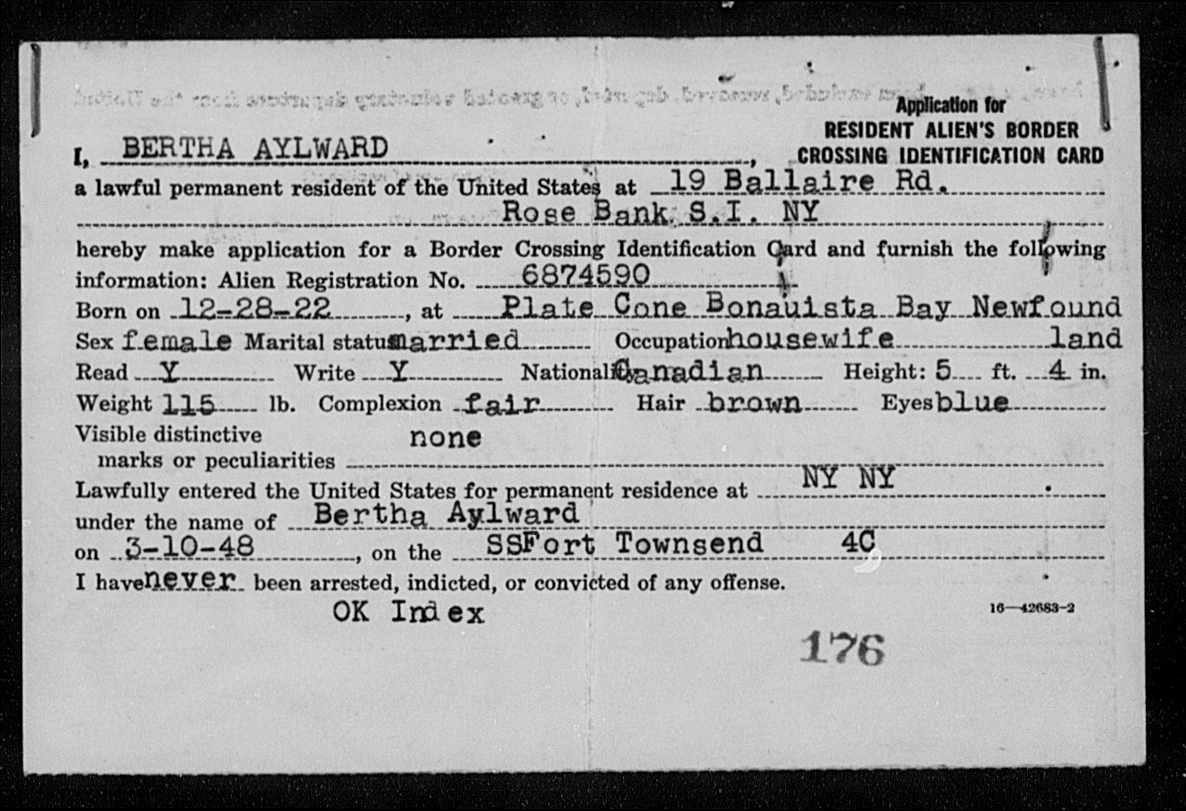 Application for
RESIDENT ALIEN'S BORDER
CROSSING IDENTIFICATION CARD
I, BERTHA AYLWARD,
a lawful permanent resident of the United States at 19 Ballaire Rd.
Rose Bank S.I. NY
hereby make application for a Border Crossing Identification Card and furnish the following
information: Alien Registration No. 6874590
Born on 12-28-22, at Plate Cone Bonauista Bay Newfound
Sex female Marital status married Occupation housewife land
Read Y Write Y Nationality Canadian Height: 5 ft. 4 in.
Weight 115 lb. Complexion fair Hair brown Eyes blue
Visible distinctive none
marks or peculiarities
Lawfully entered the United States for permanent residence at NY NY
under the name of Bertha Aylward
on 3-10-48, on the SSFort Townsend 4C
I have never been arrested, indicted, or convicted of any offense.
OK Index
16—42683-2
176